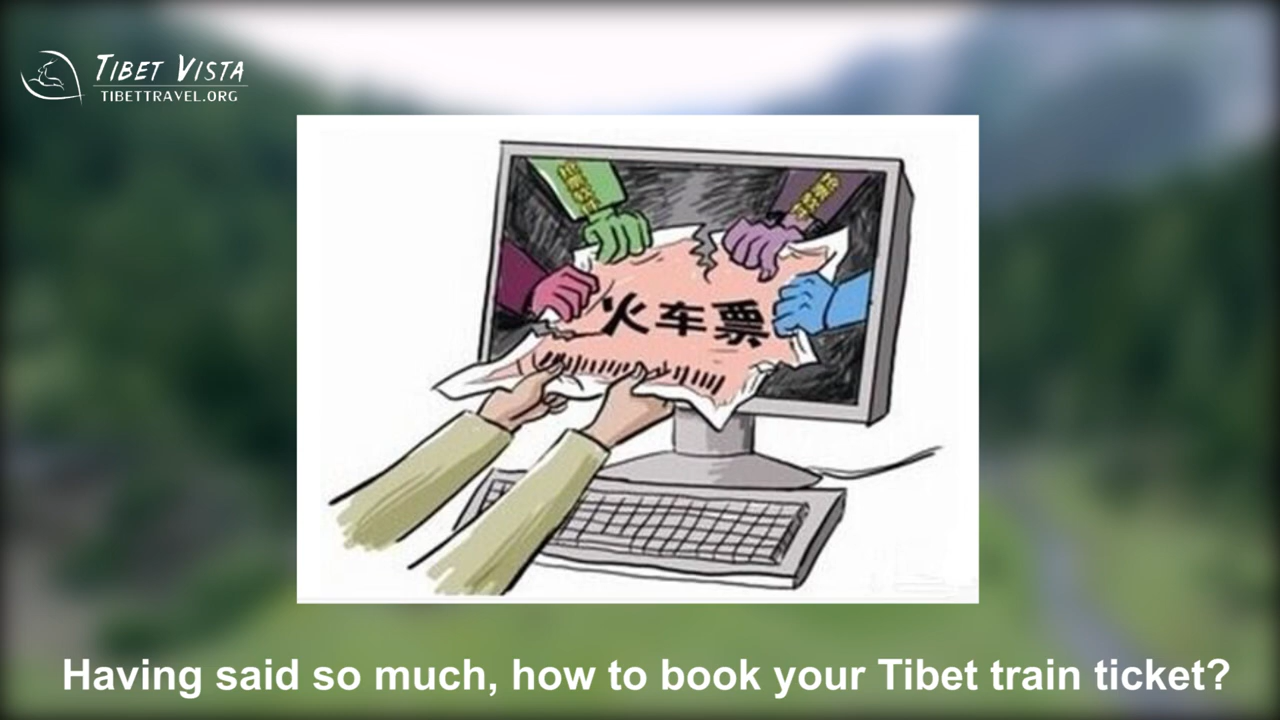 TIBET VISTA
TIBETTRAVEL.ORG
火车票
Having said so much, how to book your Tibet train ticket?